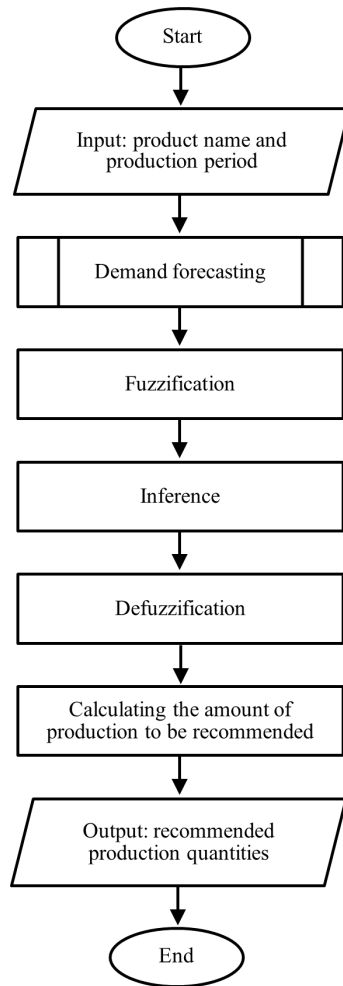 Start
Input: product name and
production period
Demand forecasting
Fuzzification
Inference
Defuzzification
Calculating the amount of
production to be recommended
Output: recommended
production quantities
End